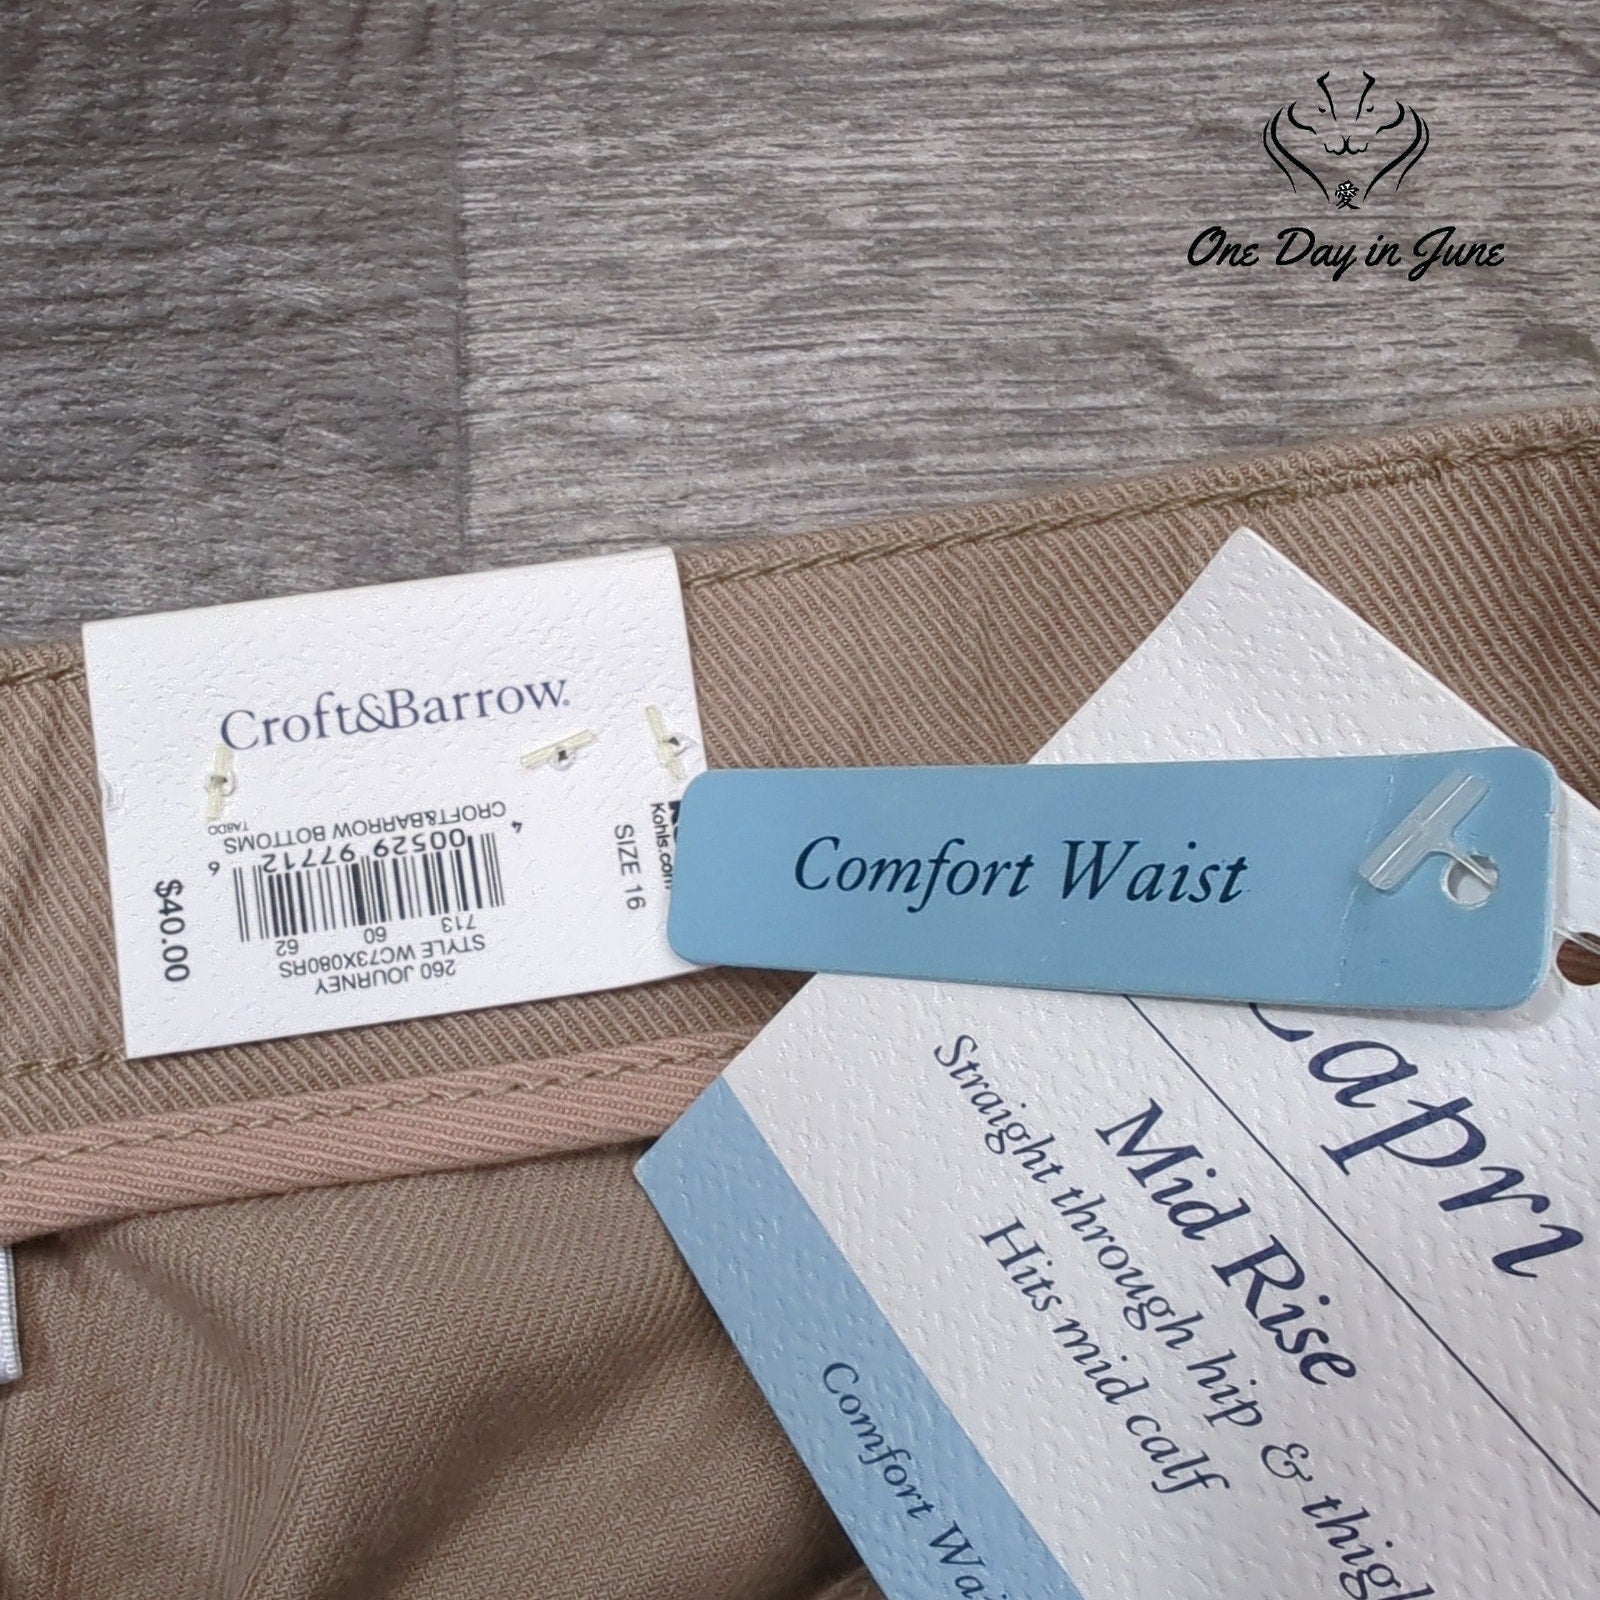 愛
One Day in June
Croft&Barrow.
TABDO
CROFT&BARROW BOTTOMS
4 00529 97712 6
713 60 62
STYLE WC73X080RS
260 JOURNEY
$40.00
SIZE 16
Kohls.com
Comfort Waist
Capri
Mid Rise
Straight through hip & thigh
Hits mid calf
Comfort Wai